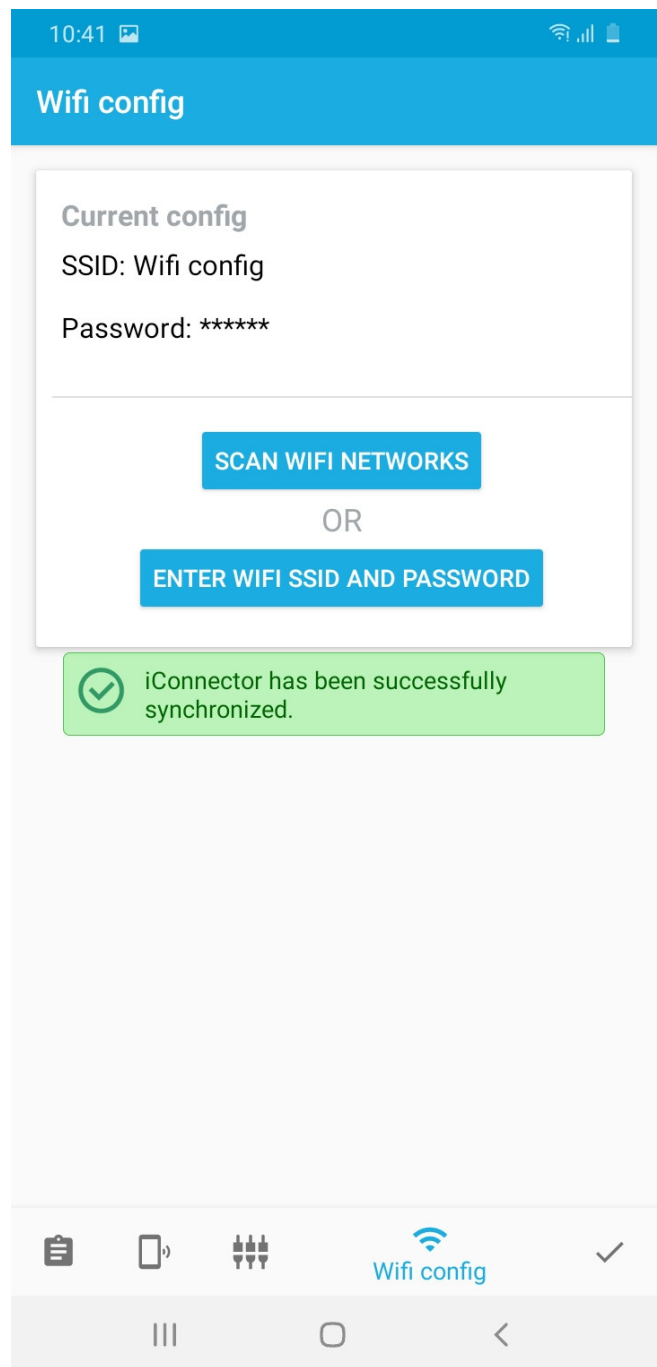 10:41
Wifi config
Current config
SSID: Wifi config
Password: ******
SCAN WIFI NETWORKS
OR
ENTER WIFI SSID AND PASSWORD
iConnector has been successfully
synchronized.
Wifi config